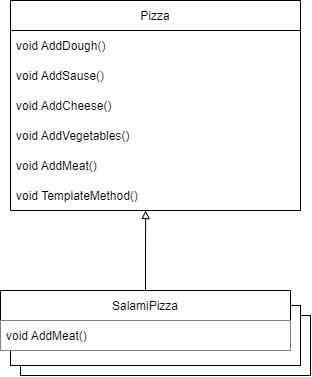 Pizza
void AddDough()
void AddSause()
void AddCheese()
void AddVegetables()
void AddMeat()
void TemplateMethod()
SalamiPizza
void AddMeat()